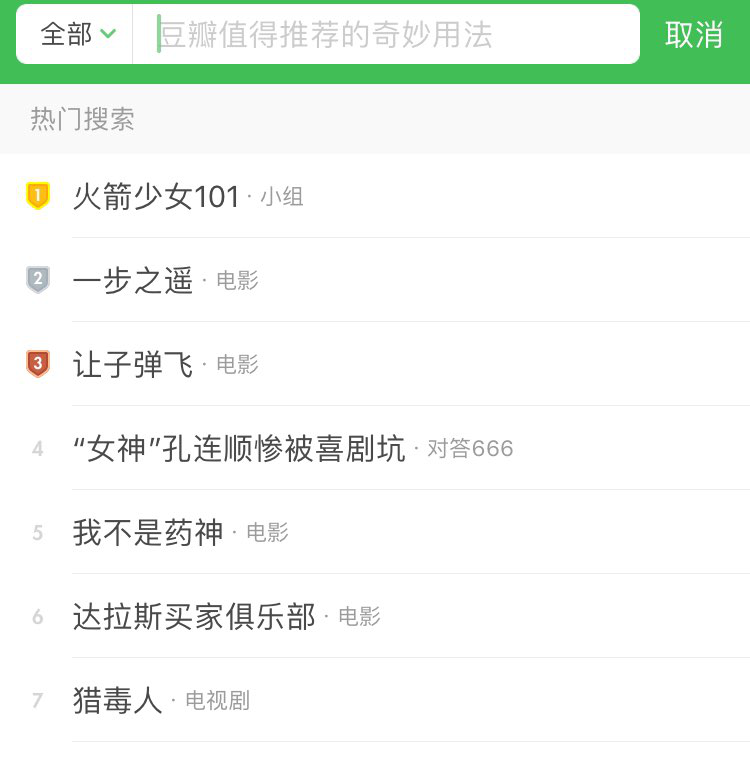 全部 豆瓣值得推荐的奇妙用法 取消
热门搜索
1 火箭少女101 · 小组
2 一步之遥 · 电影
3 让子弹飞 · 电影
4 “女神”孔连顺惨被喜剧坑 · 对答666
5 我不是药神 · 电影
6 达拉斯买家俱乐部 · 电影
7 猎毒人 · 电视剧